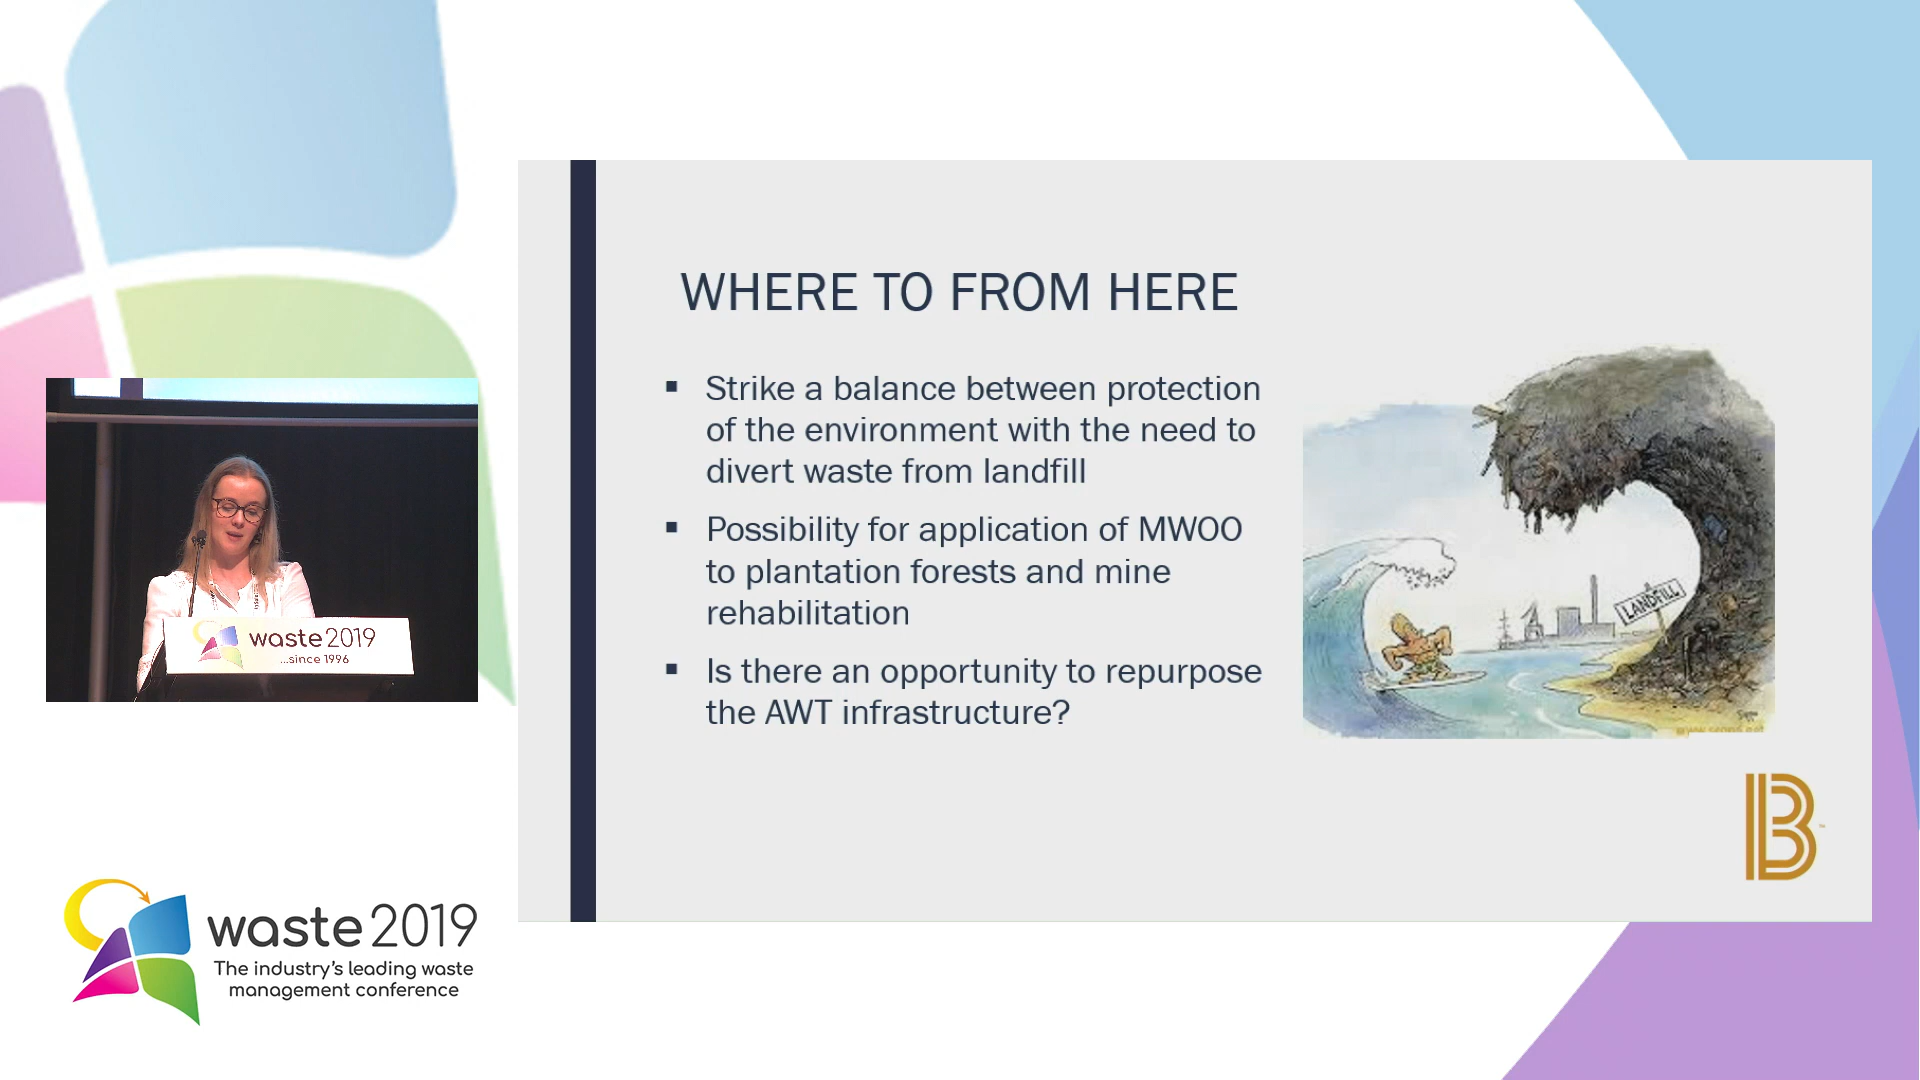 WHERE TO FROM HERE
▪ Strike a balance between protection
of the environment with the need to
divert waste from landfill
▪ Possibility for application of MWOO
to plantation forests and mine
rehabilitation
▪ Is there an opportunity to repurpose
the AWT infrastructure?
LANDFILL
B
waste 2019
...since 1996
waste 2019
The industry's leading waste
management conference